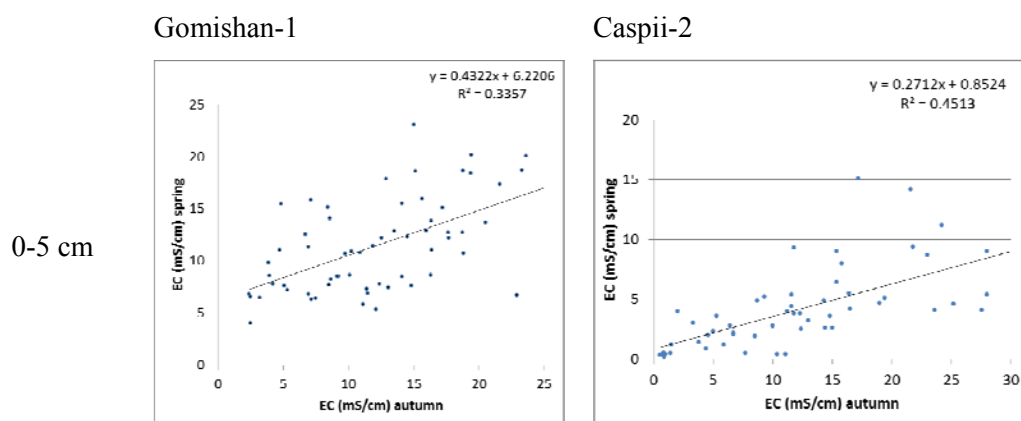 Gomishan-1
Caspii-2
0-5 cm
y = 0.4322x + 6.2206
R² = 0.3357
25
20
15
10
5
0
EC (mS/cm) spring
0 5 10 15 20 25
EC (mS/cm) autumn
y = 0.2712x + 0.8524
R² = 0.4513
20
15
10
5
0
EC (mS/cm) spring
0 5 10 15 20 25 30
EC (mS/cm) autumn